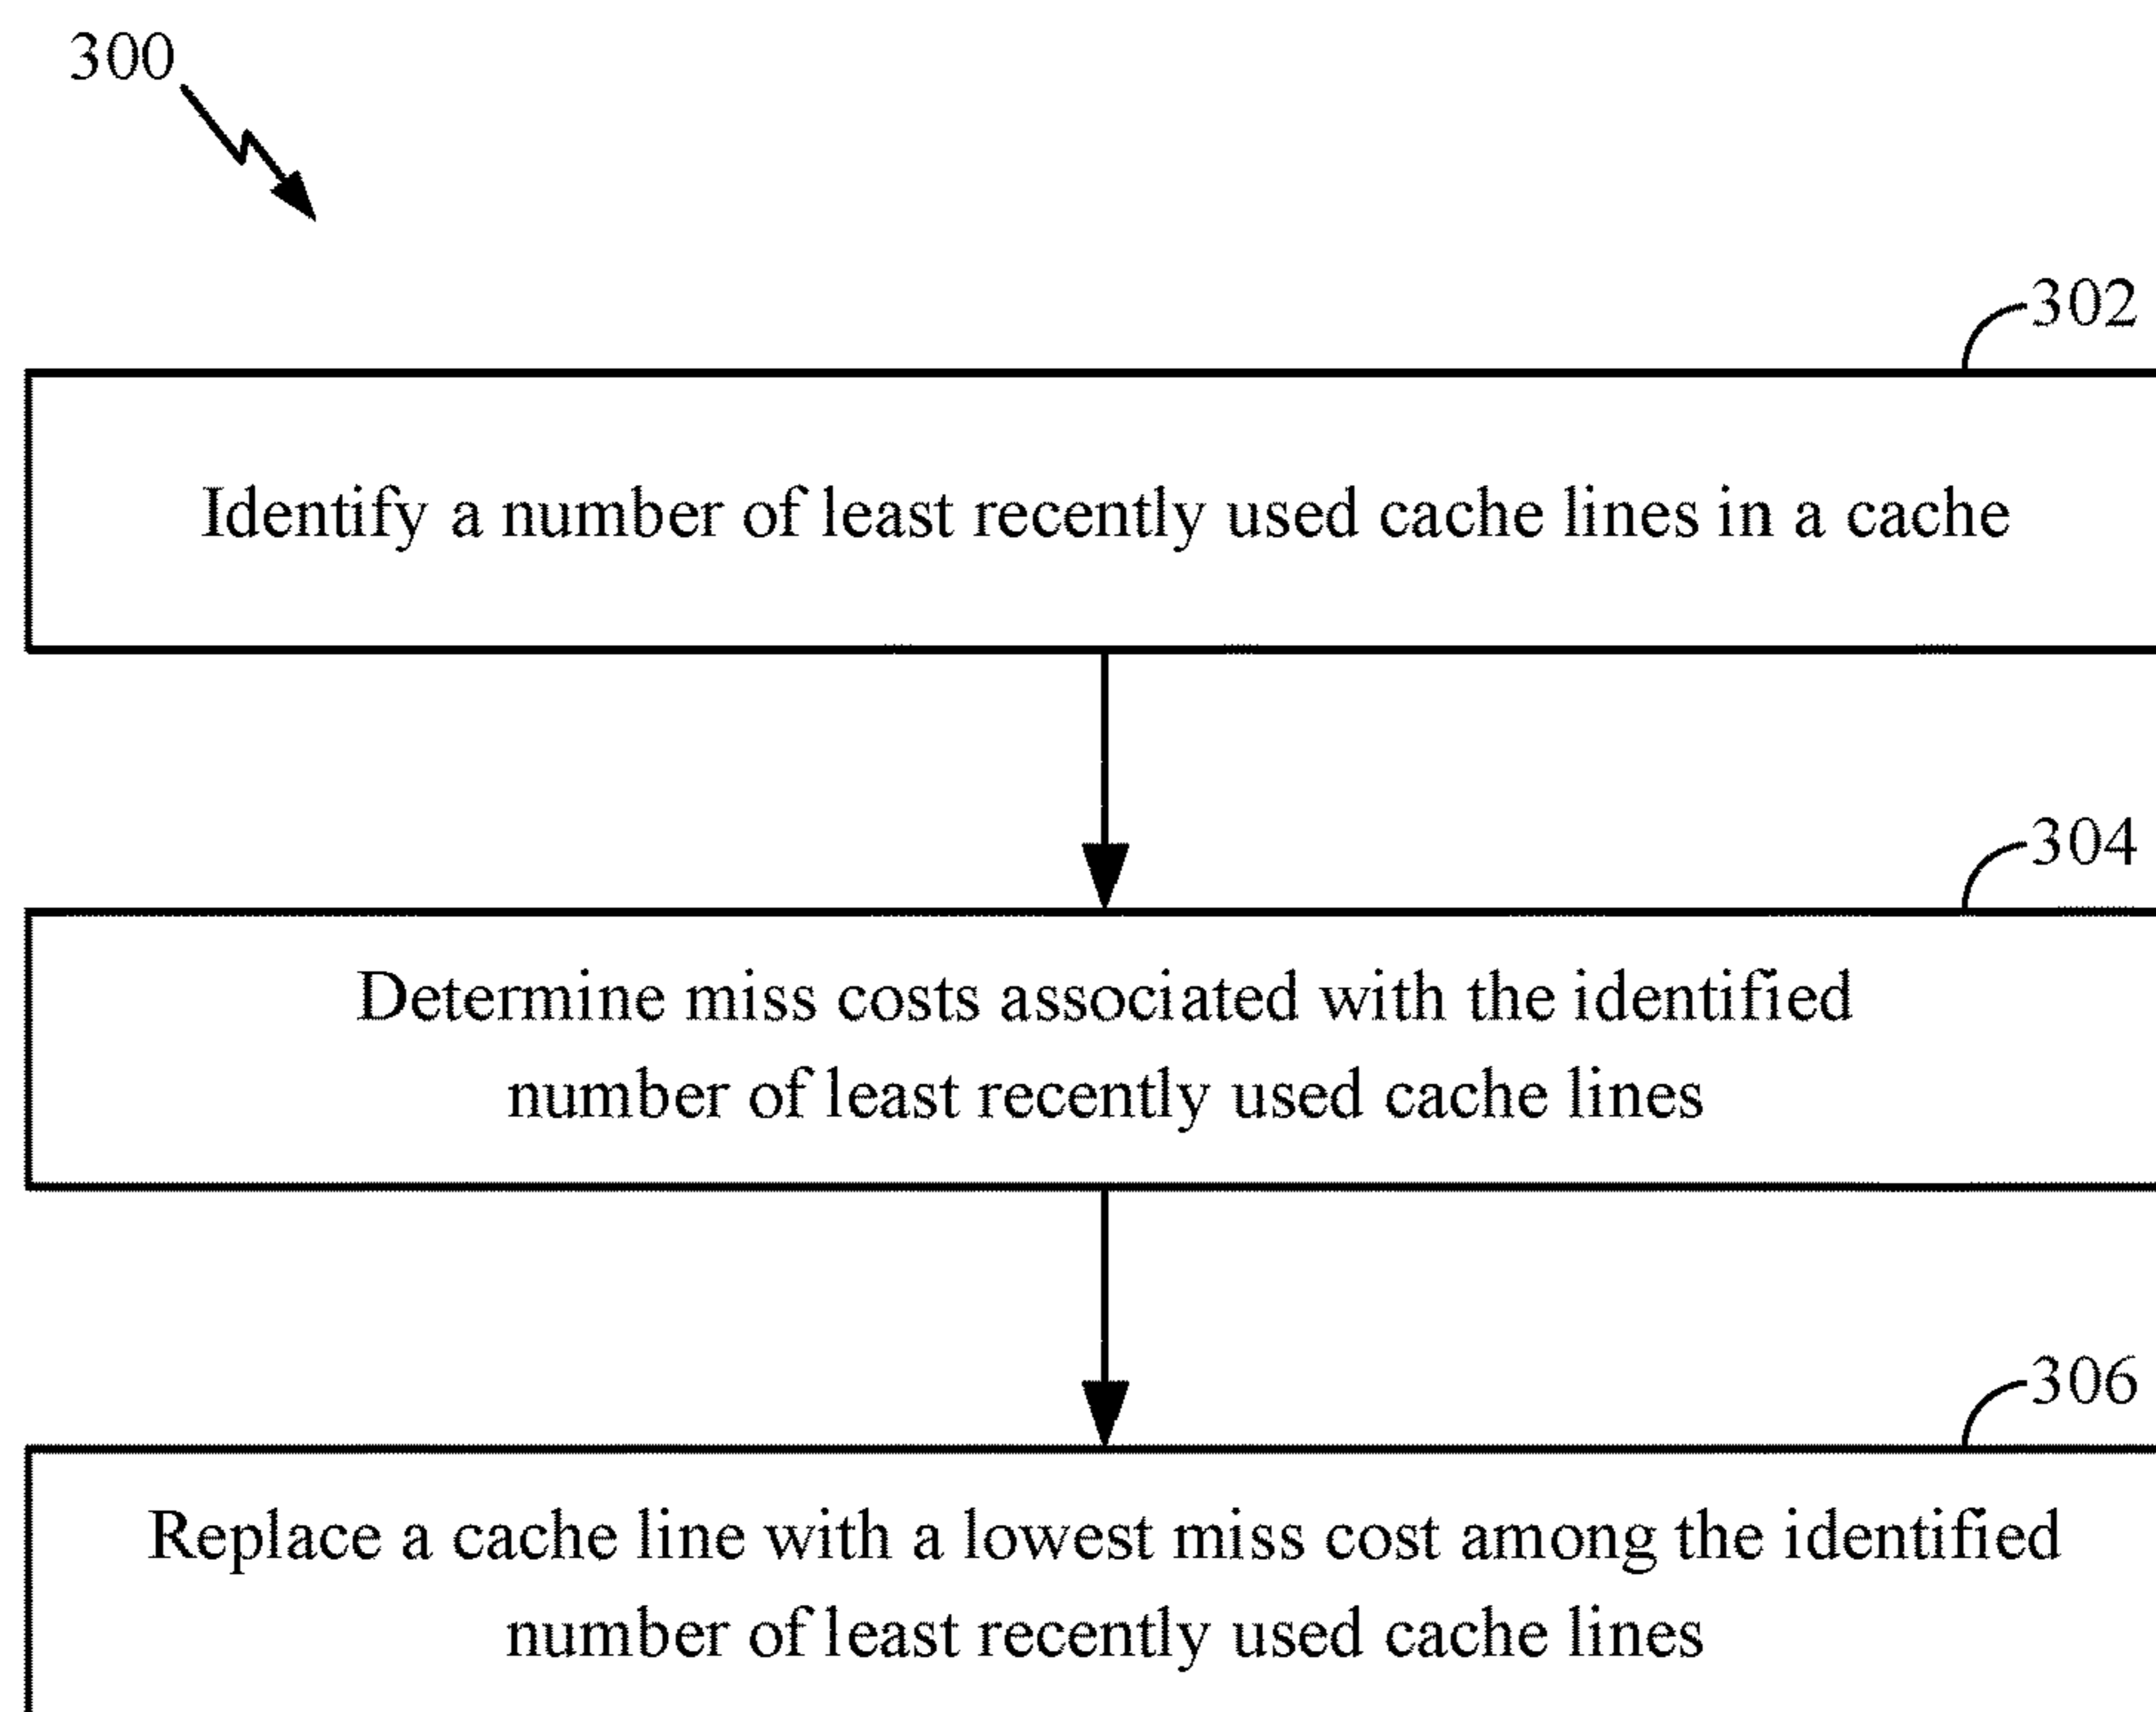 300
302
Identify a number of least recently used cache lines in a cache
304
Determine miss costs associated with the identified
number of least recently used cache lines
306
Replace a cache line with a lowest miss cost among the identified
number of least recently used cache lines